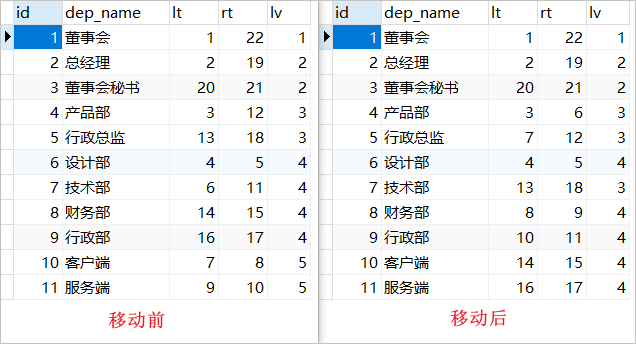 id dep_name lt rt lv
1 董事会 1 22 1
2 总经理 2 19 2
3 董事会秘书 20 21 2
4 产品部 3 12 3
5 行政总监 13 18 3
6 设计部 4 5 4
7 技术部 6 11 4
8 财务部 14 15 4
9 行政部 16 17 4
10 客户端 7 8 5
11 服务端 9 10 5
移动前
id dep_name lt rt lv
1 董事会 1 22 1
2 总经理 2 19 2
3 董事会秘书 20 21 2
4 产品部 3 6 3
5 行政总监 7 12 3
6 设计部 4 5 4
7 技术部 13 18 3
8 财务部 8 9 4
9 行政部 10 11 4
10 客户端 14 15 4
11 服务端 16 17 4
移动后